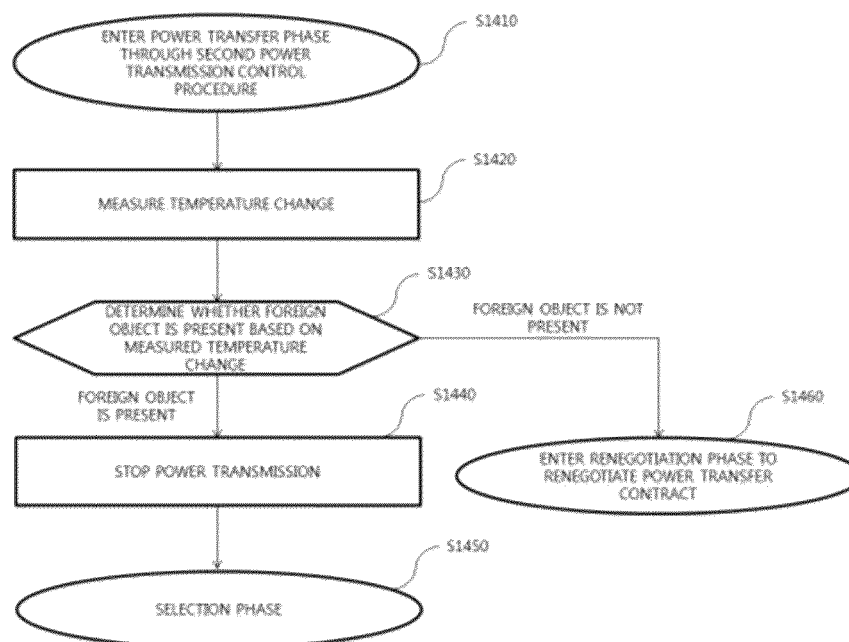 ENTER POWER TRANSFER PHASE
THROUGH SECOND POWER
TRANSMISSION CONTROL
PROCEDURE
S1410
MEASURE TEMPERATURE CHANGE
S1420
DETERMINE WHETHER FOREIGN
OBJECT IS PRESENT BASED ON
MEASURED TEMPERATURE
CHANGE
S1430
FOREIGN OBJECT IS NOT
PRESENT
FOREIGN OBJECT
IS PRESENT
S1440
STOP POWER TRANSMISSION
S1460
ENTER RENEGOTIATION PHASE TO
RENEGOTIATE POWER TRANSFER
CONTRACT
S1450
SELECTION PHASE